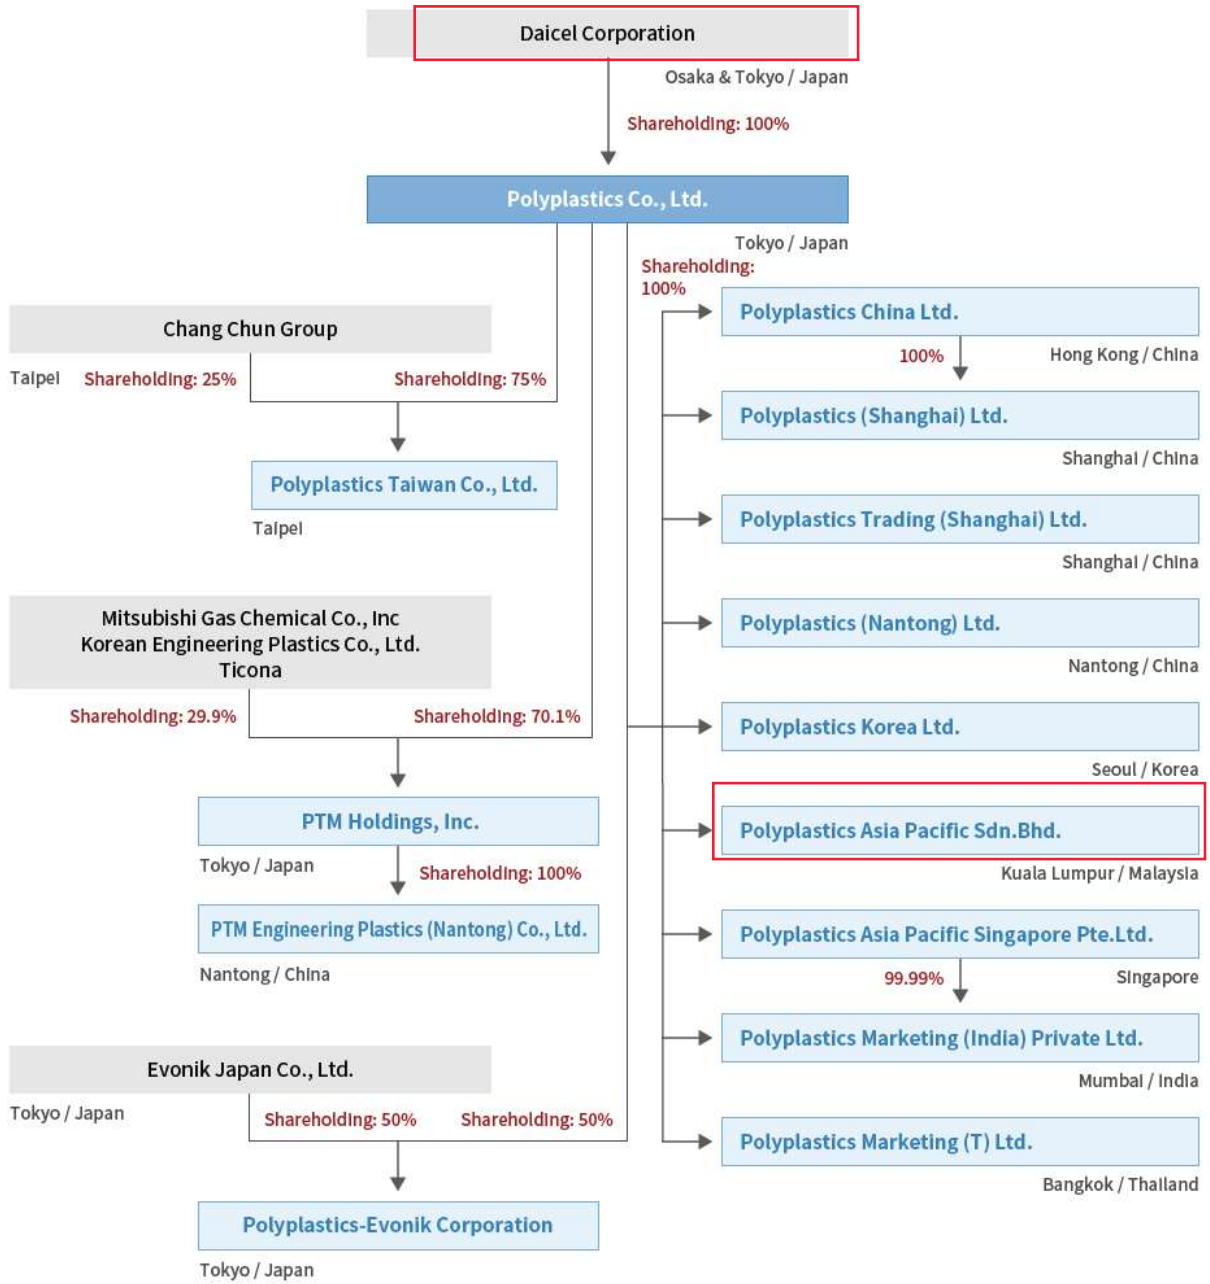 Daicel Corporation
Osaka & Tokyo / Japan
Shareholding: 100%
Polyplastics Co., Ltd.
Tokyo / Japan
Chang Chun Group
Taipei
Shareholding: 25%
Shareholding: 75%
Polyplastics Taiwan Co., Ltd.
Taipei
Mitsubishi Gas Chemical Co., Inc
Korean Engineering Plastics Co., Ltd.
Ticona
Shareholding: 29.9%
Shareholding: 70.1%
PTM Holdings, Inc.
Tokyo / Japan
Shareholding: 100%
PTM Engineering Plastics (Nantong) Co., Ltd.
Nantong / China
Evonik Japan Co., Ltd.
Tokyo / Japan
Shareholding: 50%
Shareholding: 50%
Polyplastics-Evonik Corporation
Tokyo / Japan
Shareholding:
100%
Polyplastics China Ltd.
100%
Hong Kong / China
Polyplastics (Shanghai) Ltd.
Shanghai / China
Polyplastics Trading (Shanghai) Ltd.
Shanghai / China
Polyplastics (Nantong) Ltd.
Nantong / China
Polyplastics Korea Ltd.
Seoul / Korea
Polyplastics Asia Pacific Sdn.Bhd.
Kuala Lumpur / Malaysia
Polyplastics Asia Pacific Singapore Pte.Ltd.
99.99%
Singapore
Polyplastics Marketing (India) Private Ltd.
Mumbai / India
Polyplastics Marketing (T) Ltd.
Bangkok / Thailand